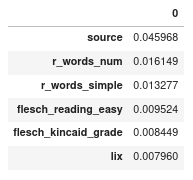 0
source 0.045968
r_words_num 0.016149
r_words_simple 0.013277
flesch_reading_easy 0.009524
flesch_kincaid_grade 0.008449
lix 0.007960